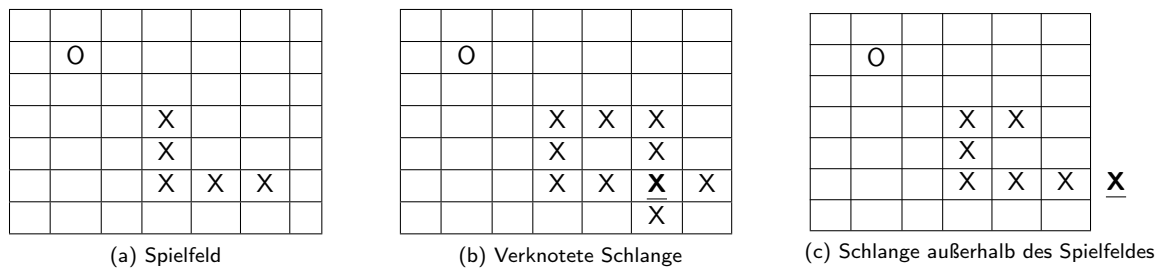 O
X
X
X X X
(a) Spielfeld
O
X X X
X X
X X X X
X
(b) Verknotete Schlange
O
X X
X
X X X X
(c) Schlange außerhalb des Spielfeldes